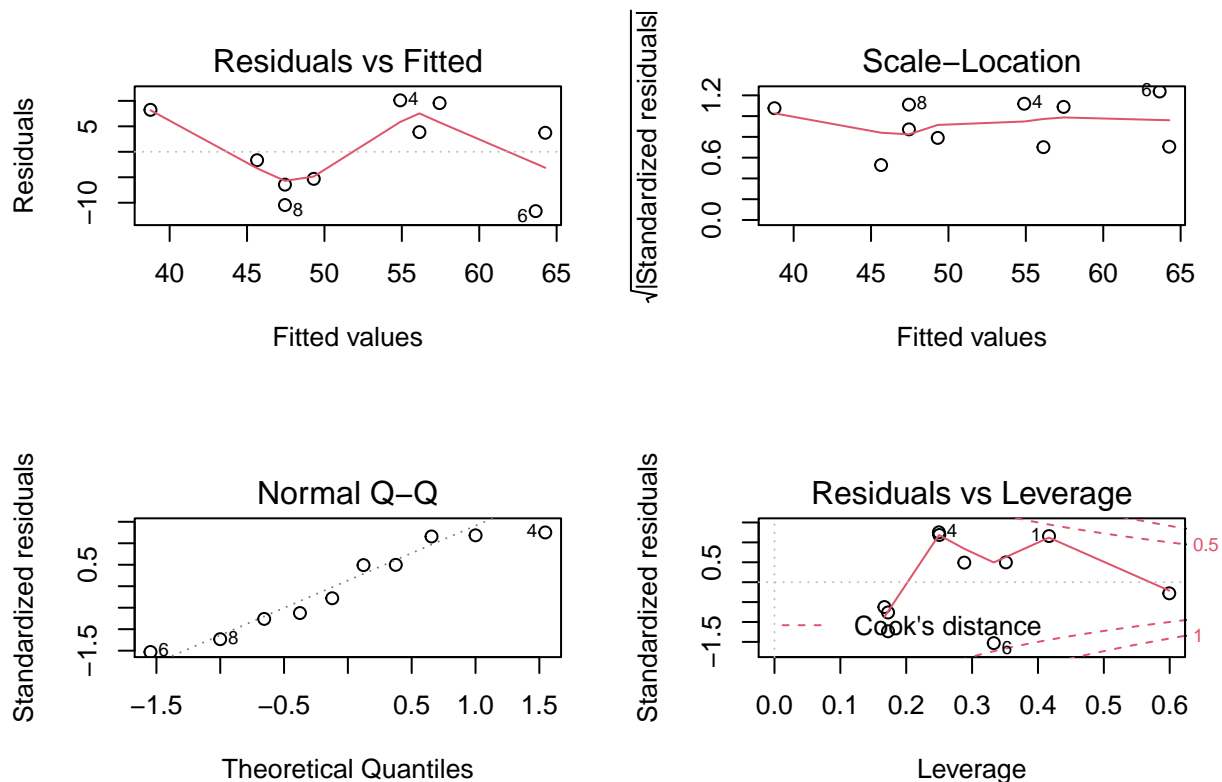 Residuals vs Fitted
Residuals
5
−10
4
8
6
40 45 50 55 60 65
Fitted values
Scale−Location
√|Standardized residuals|
1.2
0.6
0.0
6
8
4
40 45 50 55 60 65
Fitted values
Normal Q−Q
Standardized residuals
0.5
−1.5
4
8
6
−1.5 −0.5 0.5 1.5
Theoretical Quantiles
Residuals vs Leverage
Standardized residuals
0.5
−1.5
4
1
0.5
Cook's distance
1
6
0.0 0.1 0.2 0.3 0.4 0.5 0.6
Leverage